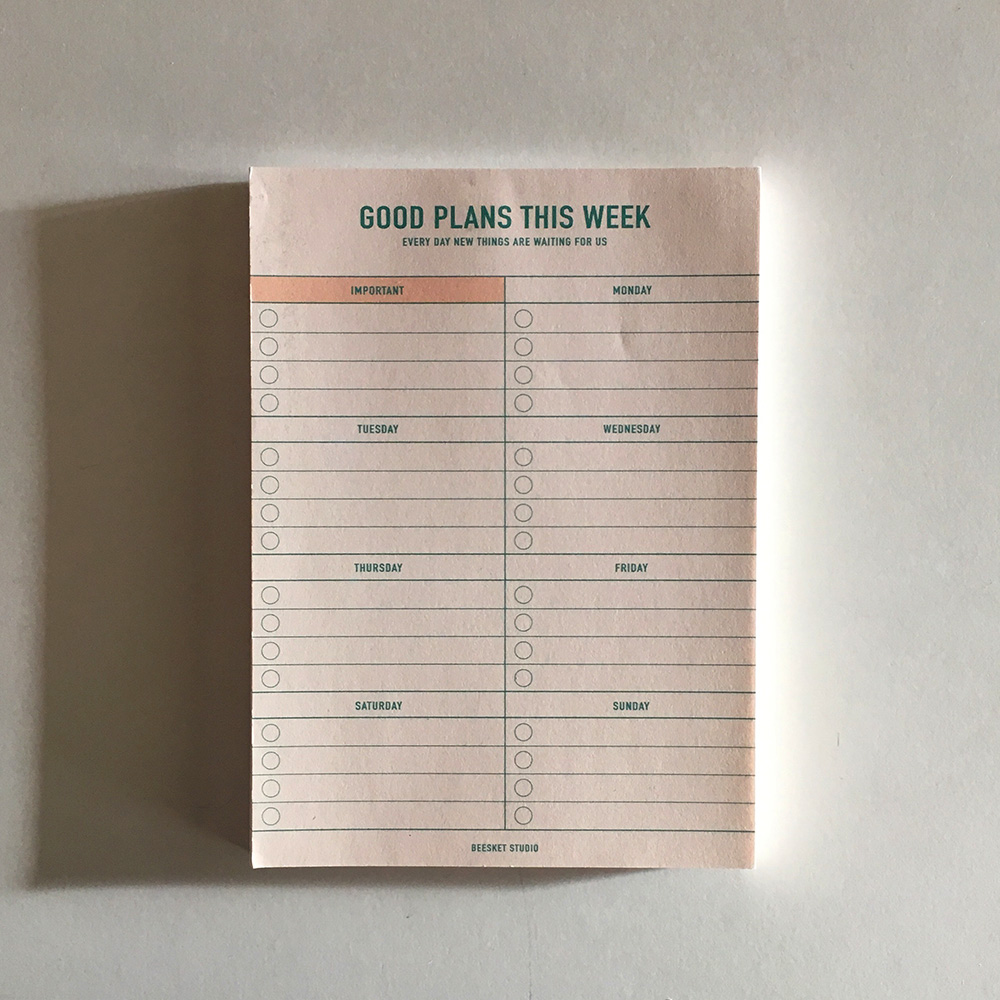 GOOD PLANS THIS WEEK
EVERY DAY NEW THINGS ARE WAITING FOR US
IMPORTANT
MONDAY
TUESDAY
WEDNESDAY
THURSDAY
FRIDAY
SATURDAY
SUNDAY
BEESKET STUDIO